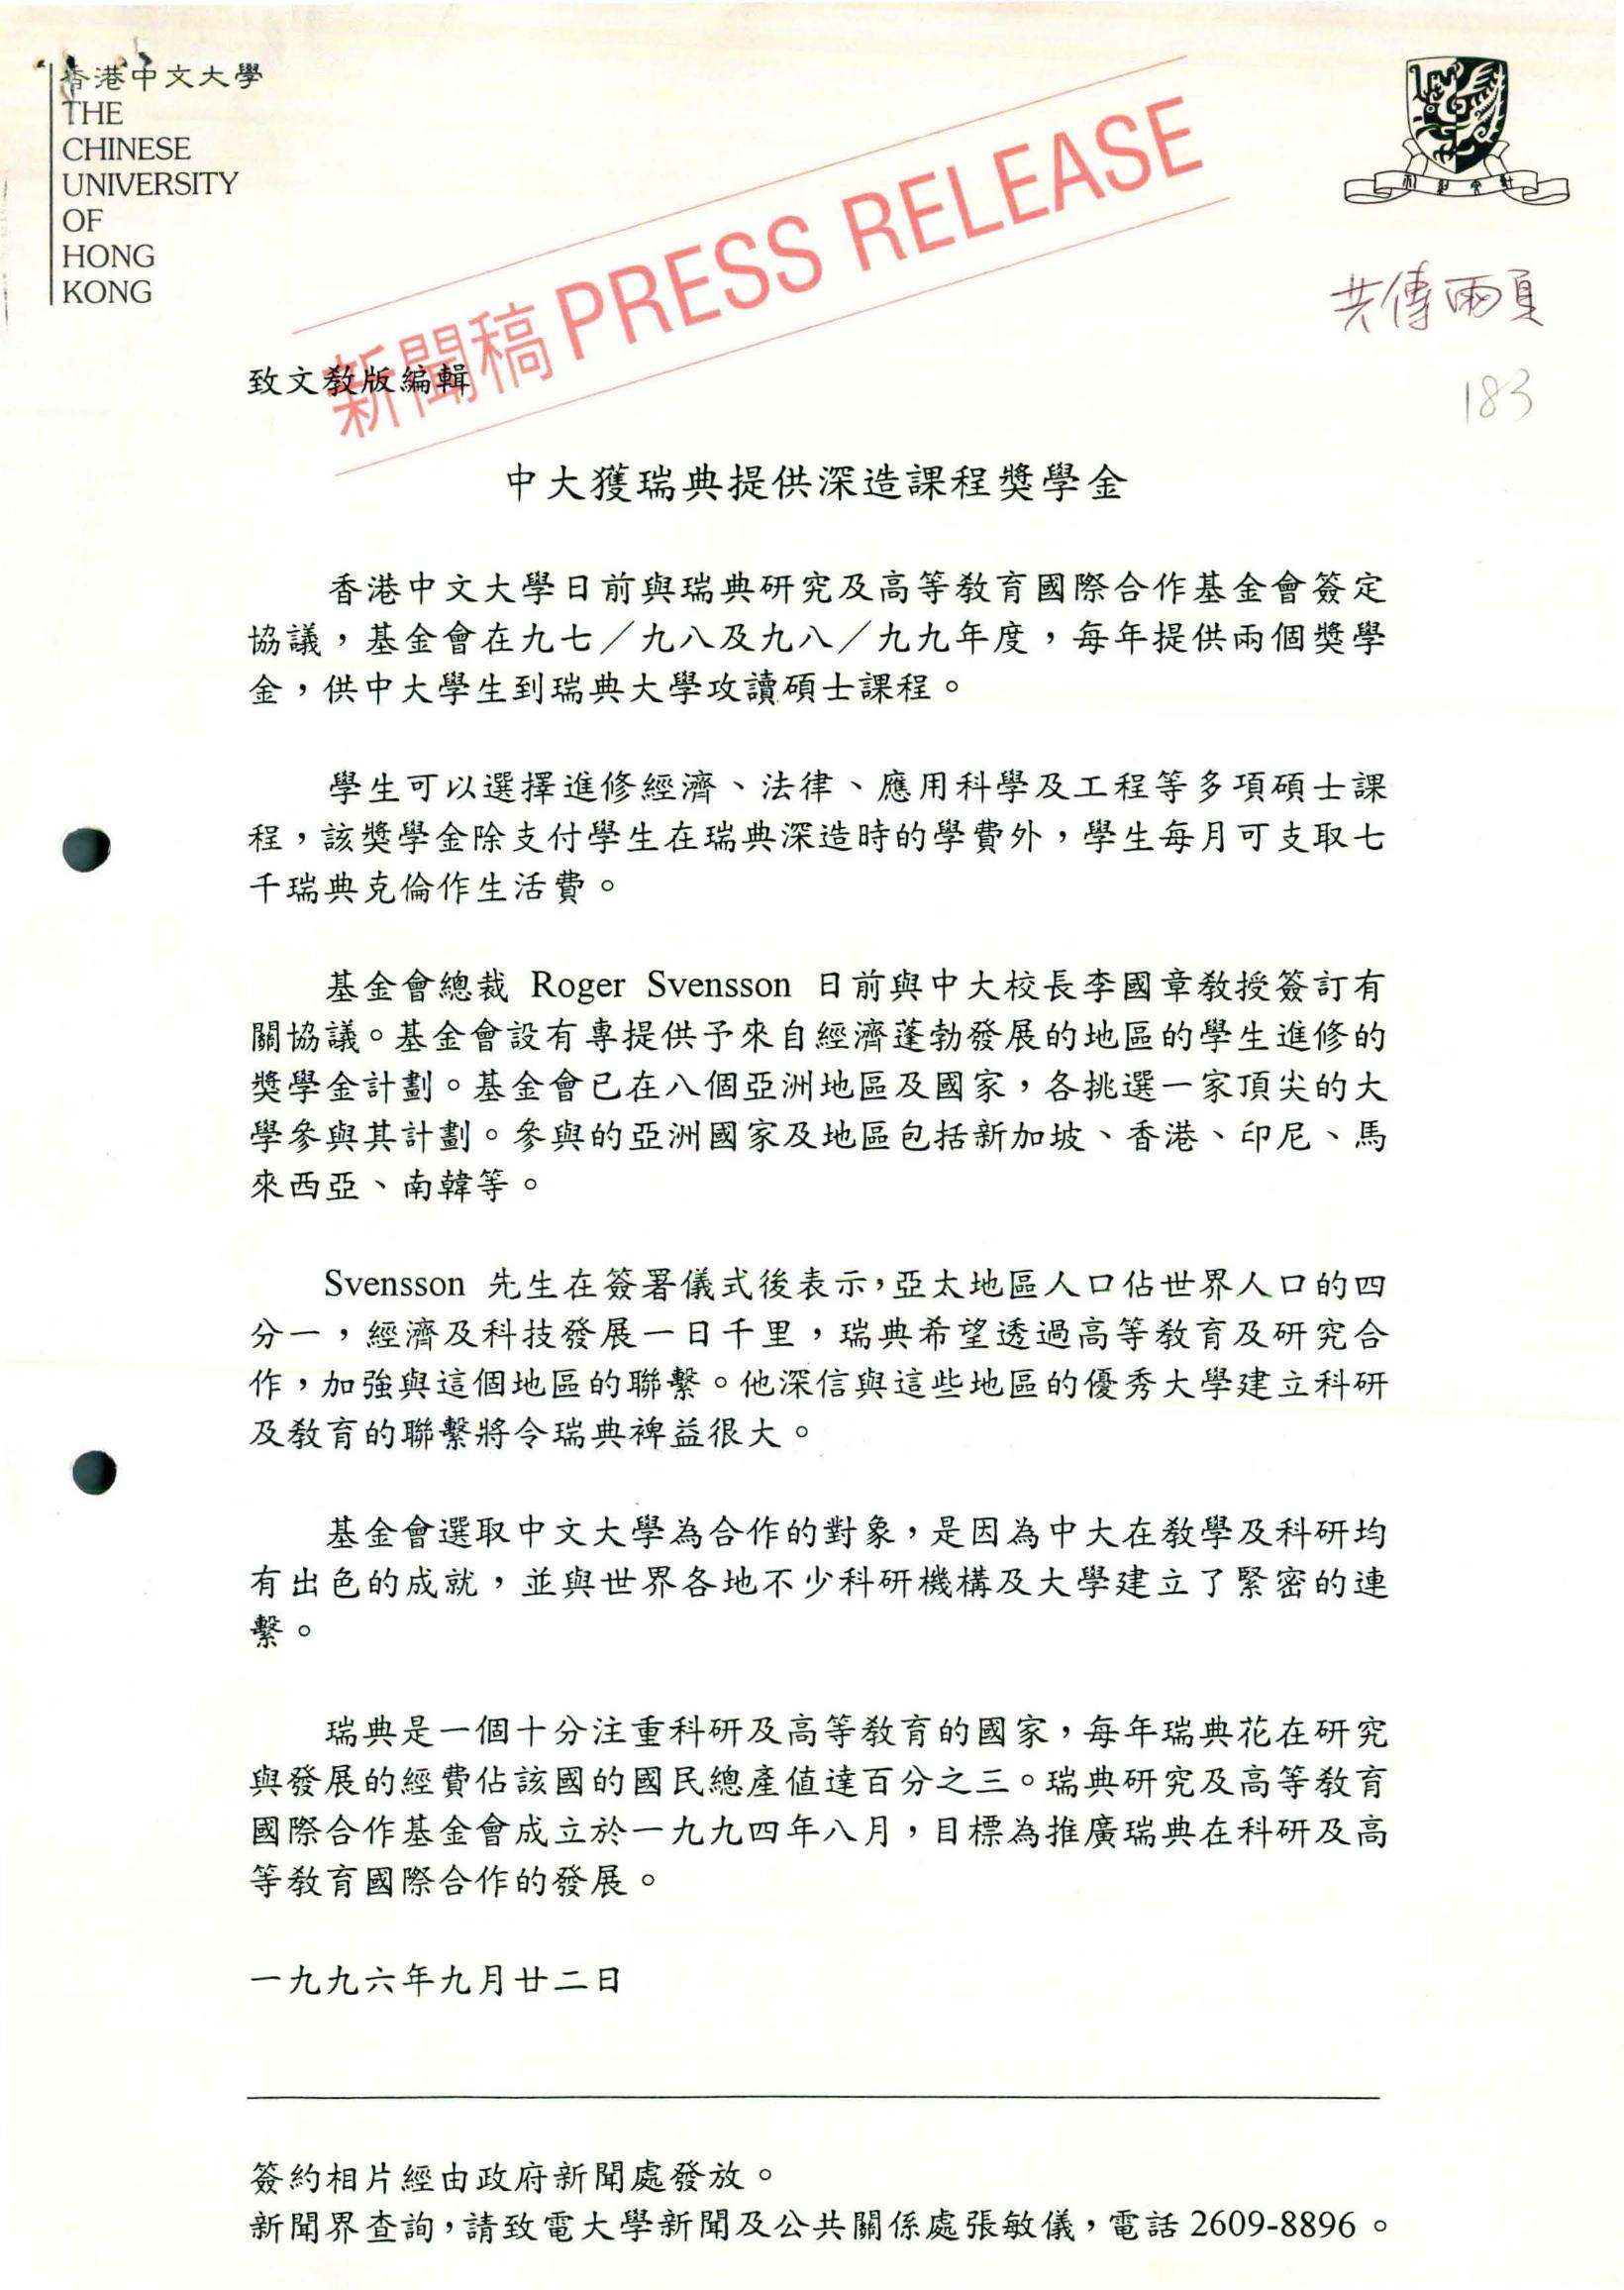 香港中文大學
THE
CHINESE
UNIVERSITY
OF
HONG
KONG
新聞稿 PRESS RELEASE
共傳兩頁
183
致文教版編輯
中大獲瑞典提供深造課程獎學金
香港中文大學日前與瑞典研究及高等教育國際合作基金會簽定
協議，基金會在九七／九八及九八／九九年度，每年提供兩個獎學
金，供中大學生到瑞典大學攻讀碩士課程。
學生可以選擇進修經濟、法律、應用科學及工程等多項碩士課
程，該獎學金除支付學生在瑞典深造時的學費外，學生每月可支取七
千瑞典克倫作生活費。
基金會總裁 Roger Svensson 日前與中大校長李國章教授簽訂有
關協議。基金會設有專提供予來自經濟蓬勃發展的地區的學生進修的
獎學金計劃。基金會已在八個亞洲地區及國家，各挑選一家頂尖的大
學參與其計劃。參與的亞洲國家及地區包括新加坡、香港、印尼、馬
來西亞、南韓等。
Svensson 先生在簽署儀式後表示，亞太地區人口佔世界人口的四
分一，經濟及科技發展一日千里，瑞典希望透過高等教育及研究合
作，加強與這個地區的聯繫。他深信與這些地區的優秀大學建立科研
及教育的聯繫將令瑞典裨益很大。
基金會選取中文大學為合作的對象，是因為中大在教學及科研均
有出色的成就，並與世界各地不少科研機構及大學建立了緊密的連
繫。
瑞典是一個十分注重科研及高等教育的國家，每年瑞典花在研究
與發展的經費佔該國的國民總產值達百分之三。瑞典研究及高等教育
國際合作基金會成立於一九九四年八月，目標為推廣瑞典在科研及高
等教育國際合作的發展。
一九九六年九月廿二日
簽約相片經由政府新聞處發放。
新聞界查詢，請致電大學新聞及公共關係處張敏儀，電話 2609-8896。